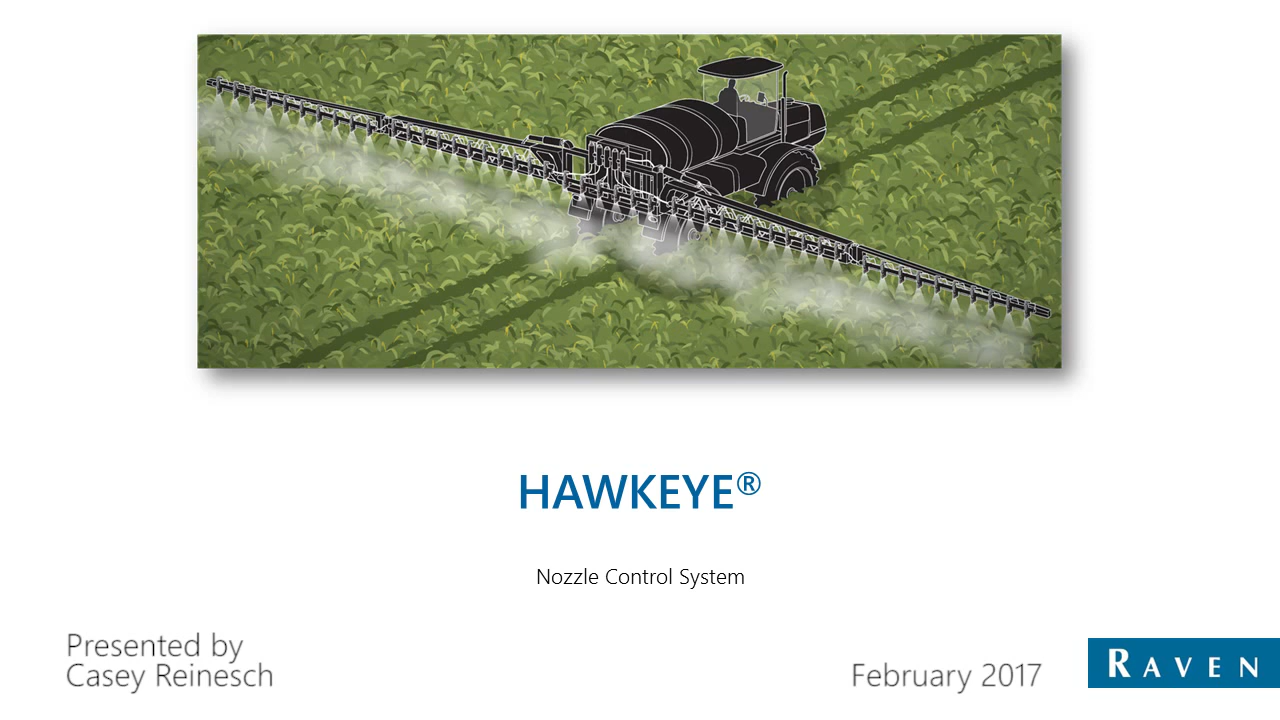 HAWKEYE®
Nozzle Control System
Presented by
Casey Reinesch
February 2017
RAVEN